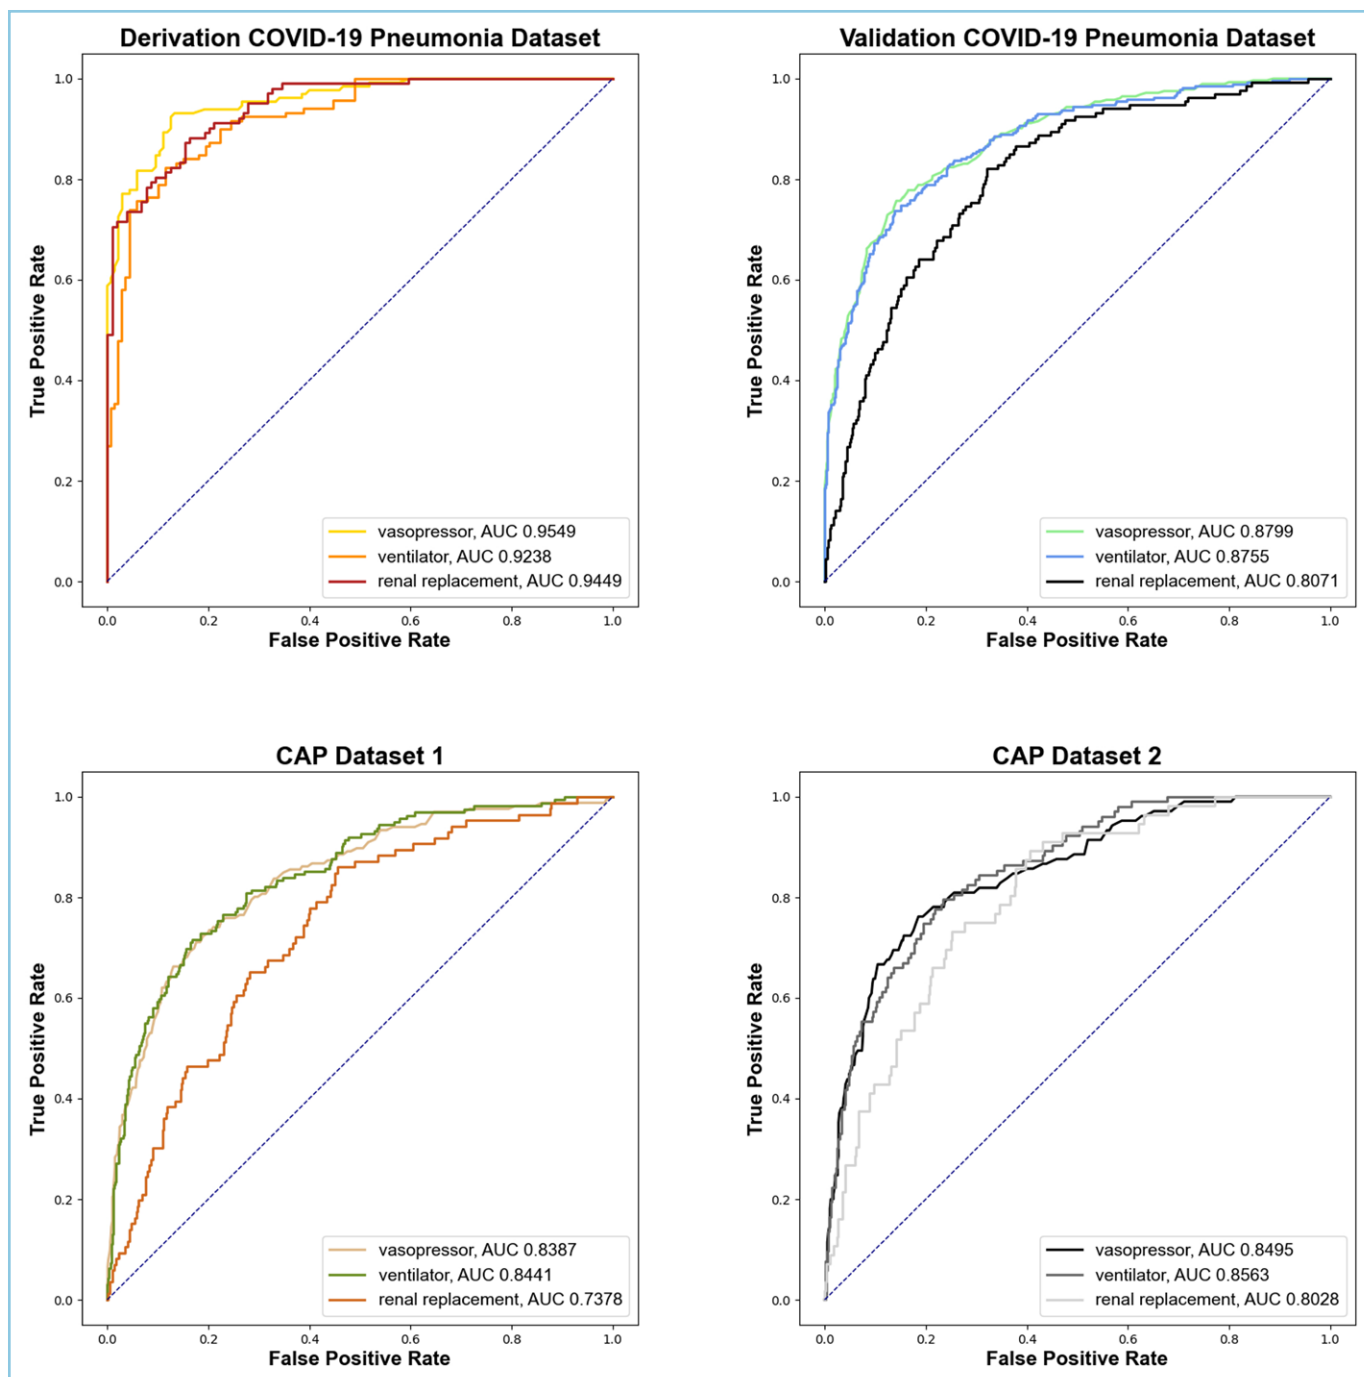 Derivation COVID-19 Pneumonia Dataset
1.0
0.8
0.6
0.4
0.2
0.0
True Positive Rate
vasopressor, AUC 0.9549
ventilator, AUC 0.9238
renal replacement, AUC 0.9449
0.0 0.2 0.4 0.6 0.8 1.0
False Positive Rate
Validation COVID-19 Pneumonia Dataset
1.0
0.8
0.6
0.4
0.2
0.0
True Positive Rate
vasopressor, AUC 0.8799
ventilator, AUC 0.8755
renal replacement, AUC 0.8071
0.0 0.2 0.4 0.6 0.8 1.0
False Positive Rate
CAP Dataset 1
1.0
0.8
0.6
0.4
0.2
0.0
True Positive Rate
vasopressor, AUC 0.8387
ventilator, AUC 0.8441
renal replacement, AUC 0.7378
0.0 0.2 0.4 0.6 0.8 1.0
False Positive Rate
CAP Dataset 2
1.0
0.8
0.6
0.4
0.2
0.0
True Positive Rate
vasopressor, AUC 0.8495
ventilator, AUC 0.8563
renal replacement, AUC 0.8028
0.0 0.2 0.4 0.6 0.8 1.0
False Positive Rate